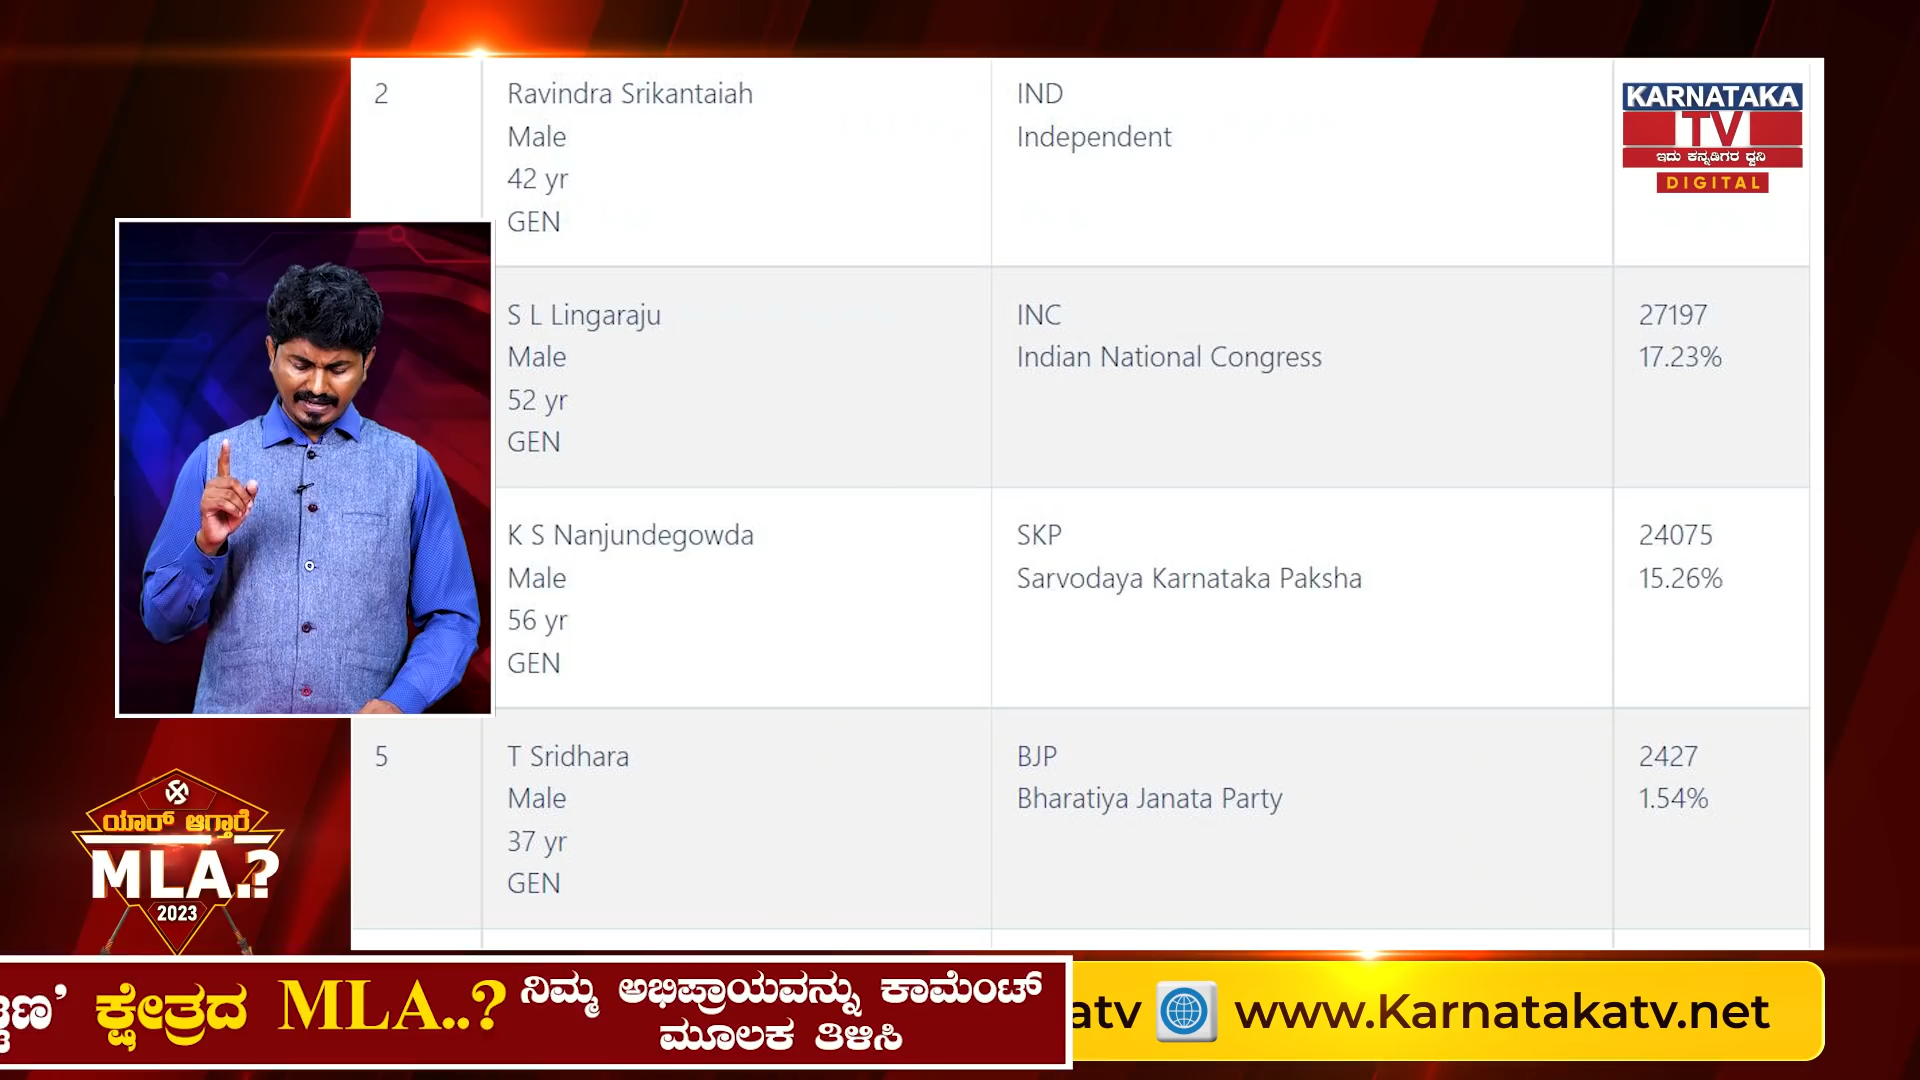 2
Ravindra Srikantaiah
Male
42 yr
GEN
IND
Independent
KARNATAKA
TV
ಇದು ಕನ್ನಡಿಗರ ಧ್ವನಿ
DIGITAL
S L Lingaraju
Male
52 yr
GEN
INC
Indian National Congress
27197
17.23%
K S Nanjundegowda
Male
56 yr
GEN
SKP
Sarvodaya Karnataka Paksha
24075
15.26%
5
T Sridhara
Male
37 yr
GEN
BJP
Bharatiya Janata Party
2427
1.54%
ಯಾರ್ ಆಗ್ತಾರೆ
MLA.?
2023
ಕ್ಷೇತ್ರದ MLA..? ನಿಮ್ಮ ಅಭಿಪ್ರಾಯವನ್ನು ಕಾಮೆಂಟ್
ಮೂಲಕ ತಿಳಿಸಿ
atv www.Karnatakatv.net